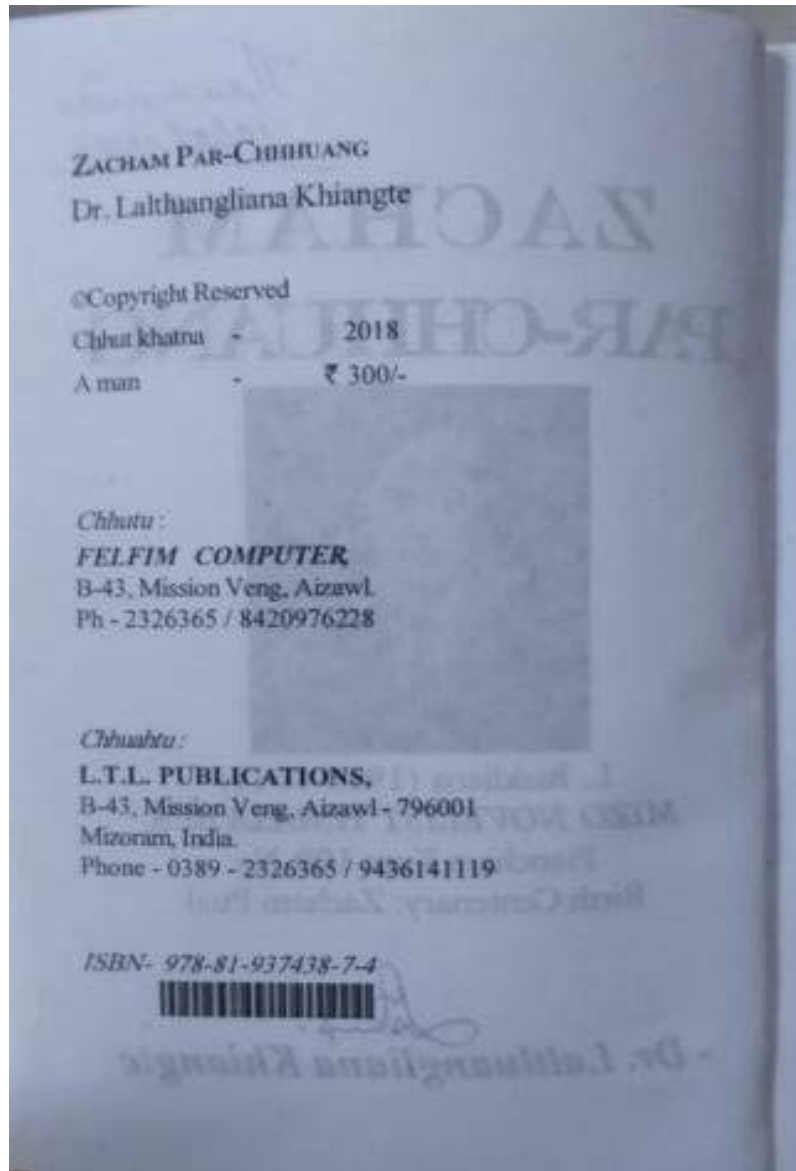 ZACHAM PAR-CHHHUANG
Dr. Lalthuangliana Khiangte
©Copyright Reserved
Chhut khatna - 2018
A man - ₹ 300/-
Chhutu :
FELFIM COMPUTER,
B-43, Mission Veng, Aizawl.
Ph - 2326365 / 8420976228
Chhuahtu :
L.T.L. PUBLICATIONS,
B-43, Mission Veng, Aizawl - 796001
Mizoram, India.
Phone - 0389 - 2326365 / 9436141119
ISBN- 978-81-937438-7-4